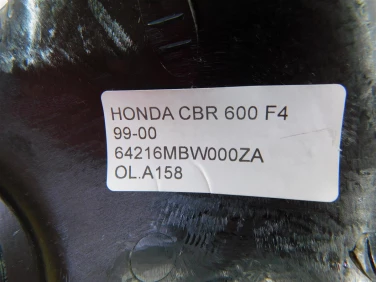 HONDA CBR 600 F4
99-00
64216MBW000ZA
OL.A158